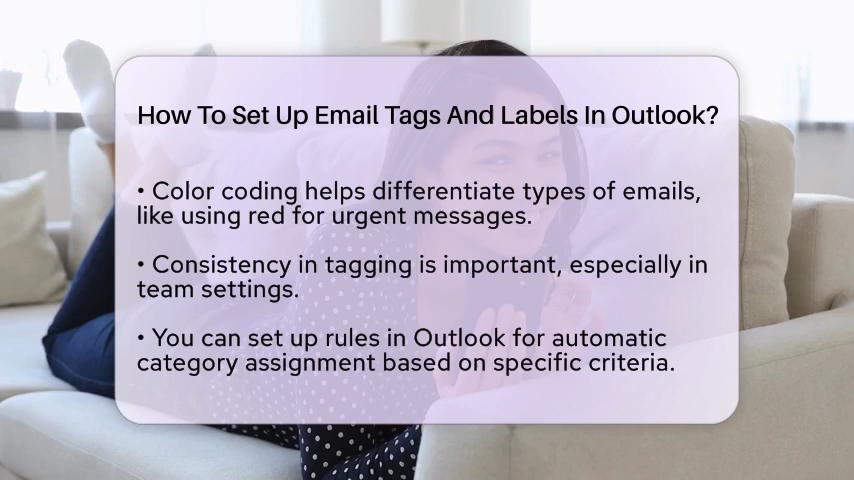 How To Set Up Email Tags And Labels In Outlook?
• Color coding helps differentiate types of emails,
like using red for urgent messages.
• Consistency in tagging is important, especially in
team settings.
• You can set up rules in Outlook for automatic
category assignment based on specific criteria.